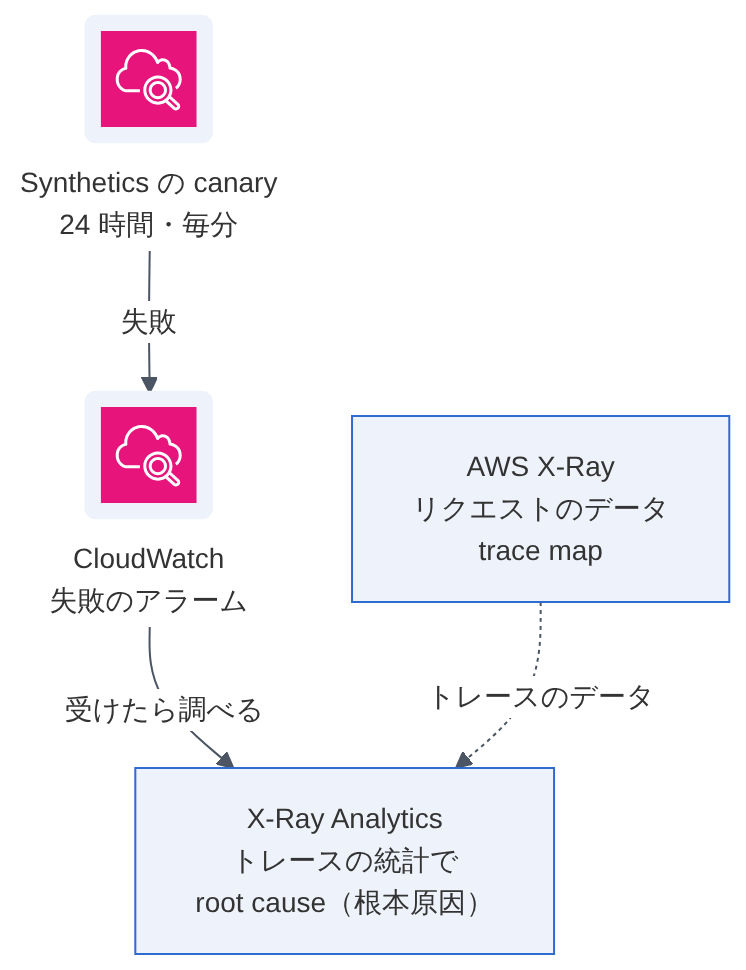 Synthetics の canary
24 時間・毎分
失敗
CloudWatch
失敗のアラーム
AWS X-Ray
リクエストのデータ
trace map
受けたら調べる
トレースのデータ
X-Ray Analytics
トレースの統計で
root cause（根本原因）